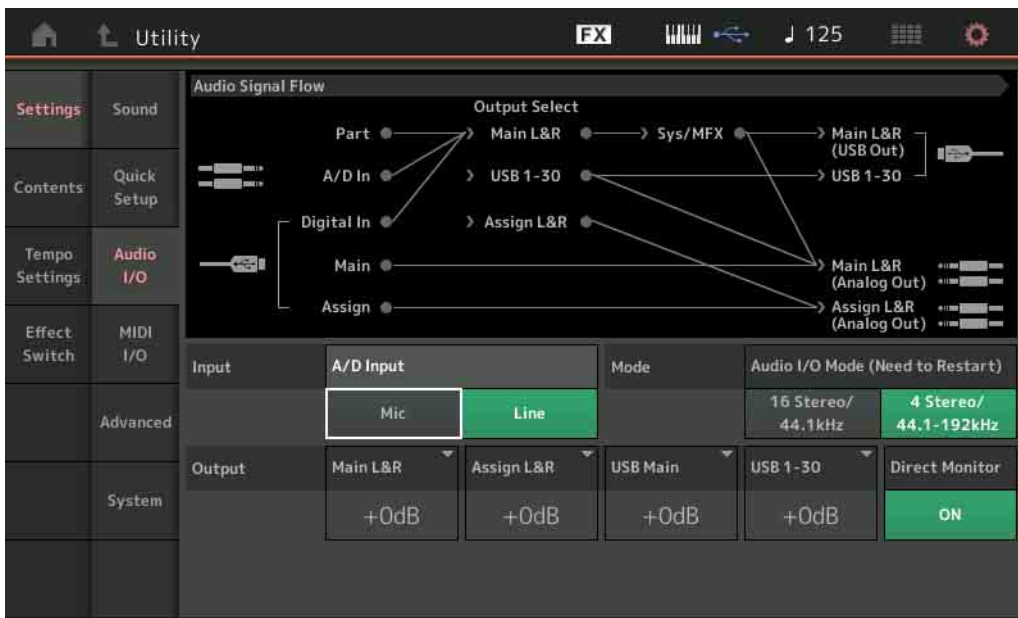 Utility
FX
♩ 125
Settings
Sound
Contents
Quick
Setup
Tempo
Settings
Audio
I/O
Effect
Switch
MIDI
I/O
Advanced
System
Audio Signal Flow
Output Select
Part
Main L&R
Sys/MFX
Main L&R
(USB Out)
A/D In
USB 1-30
USB 1-30
Digital In
Assign L&R
Main
Main L&R
(Analog Out)
Assign
Assign L&R
(Analog Out)
Input
A/D Input
Mode
Audio I/O Mode (Need to Restart)
Mic
Line
16 Stereo/
44.1kHz
4 Stereo/
44.1-192kHz
Output
Main L&R
Assign L&R
USB Main
USB 1-30
Direct Monitor
+0dB
+0dB
+0dB
+0dB
ON